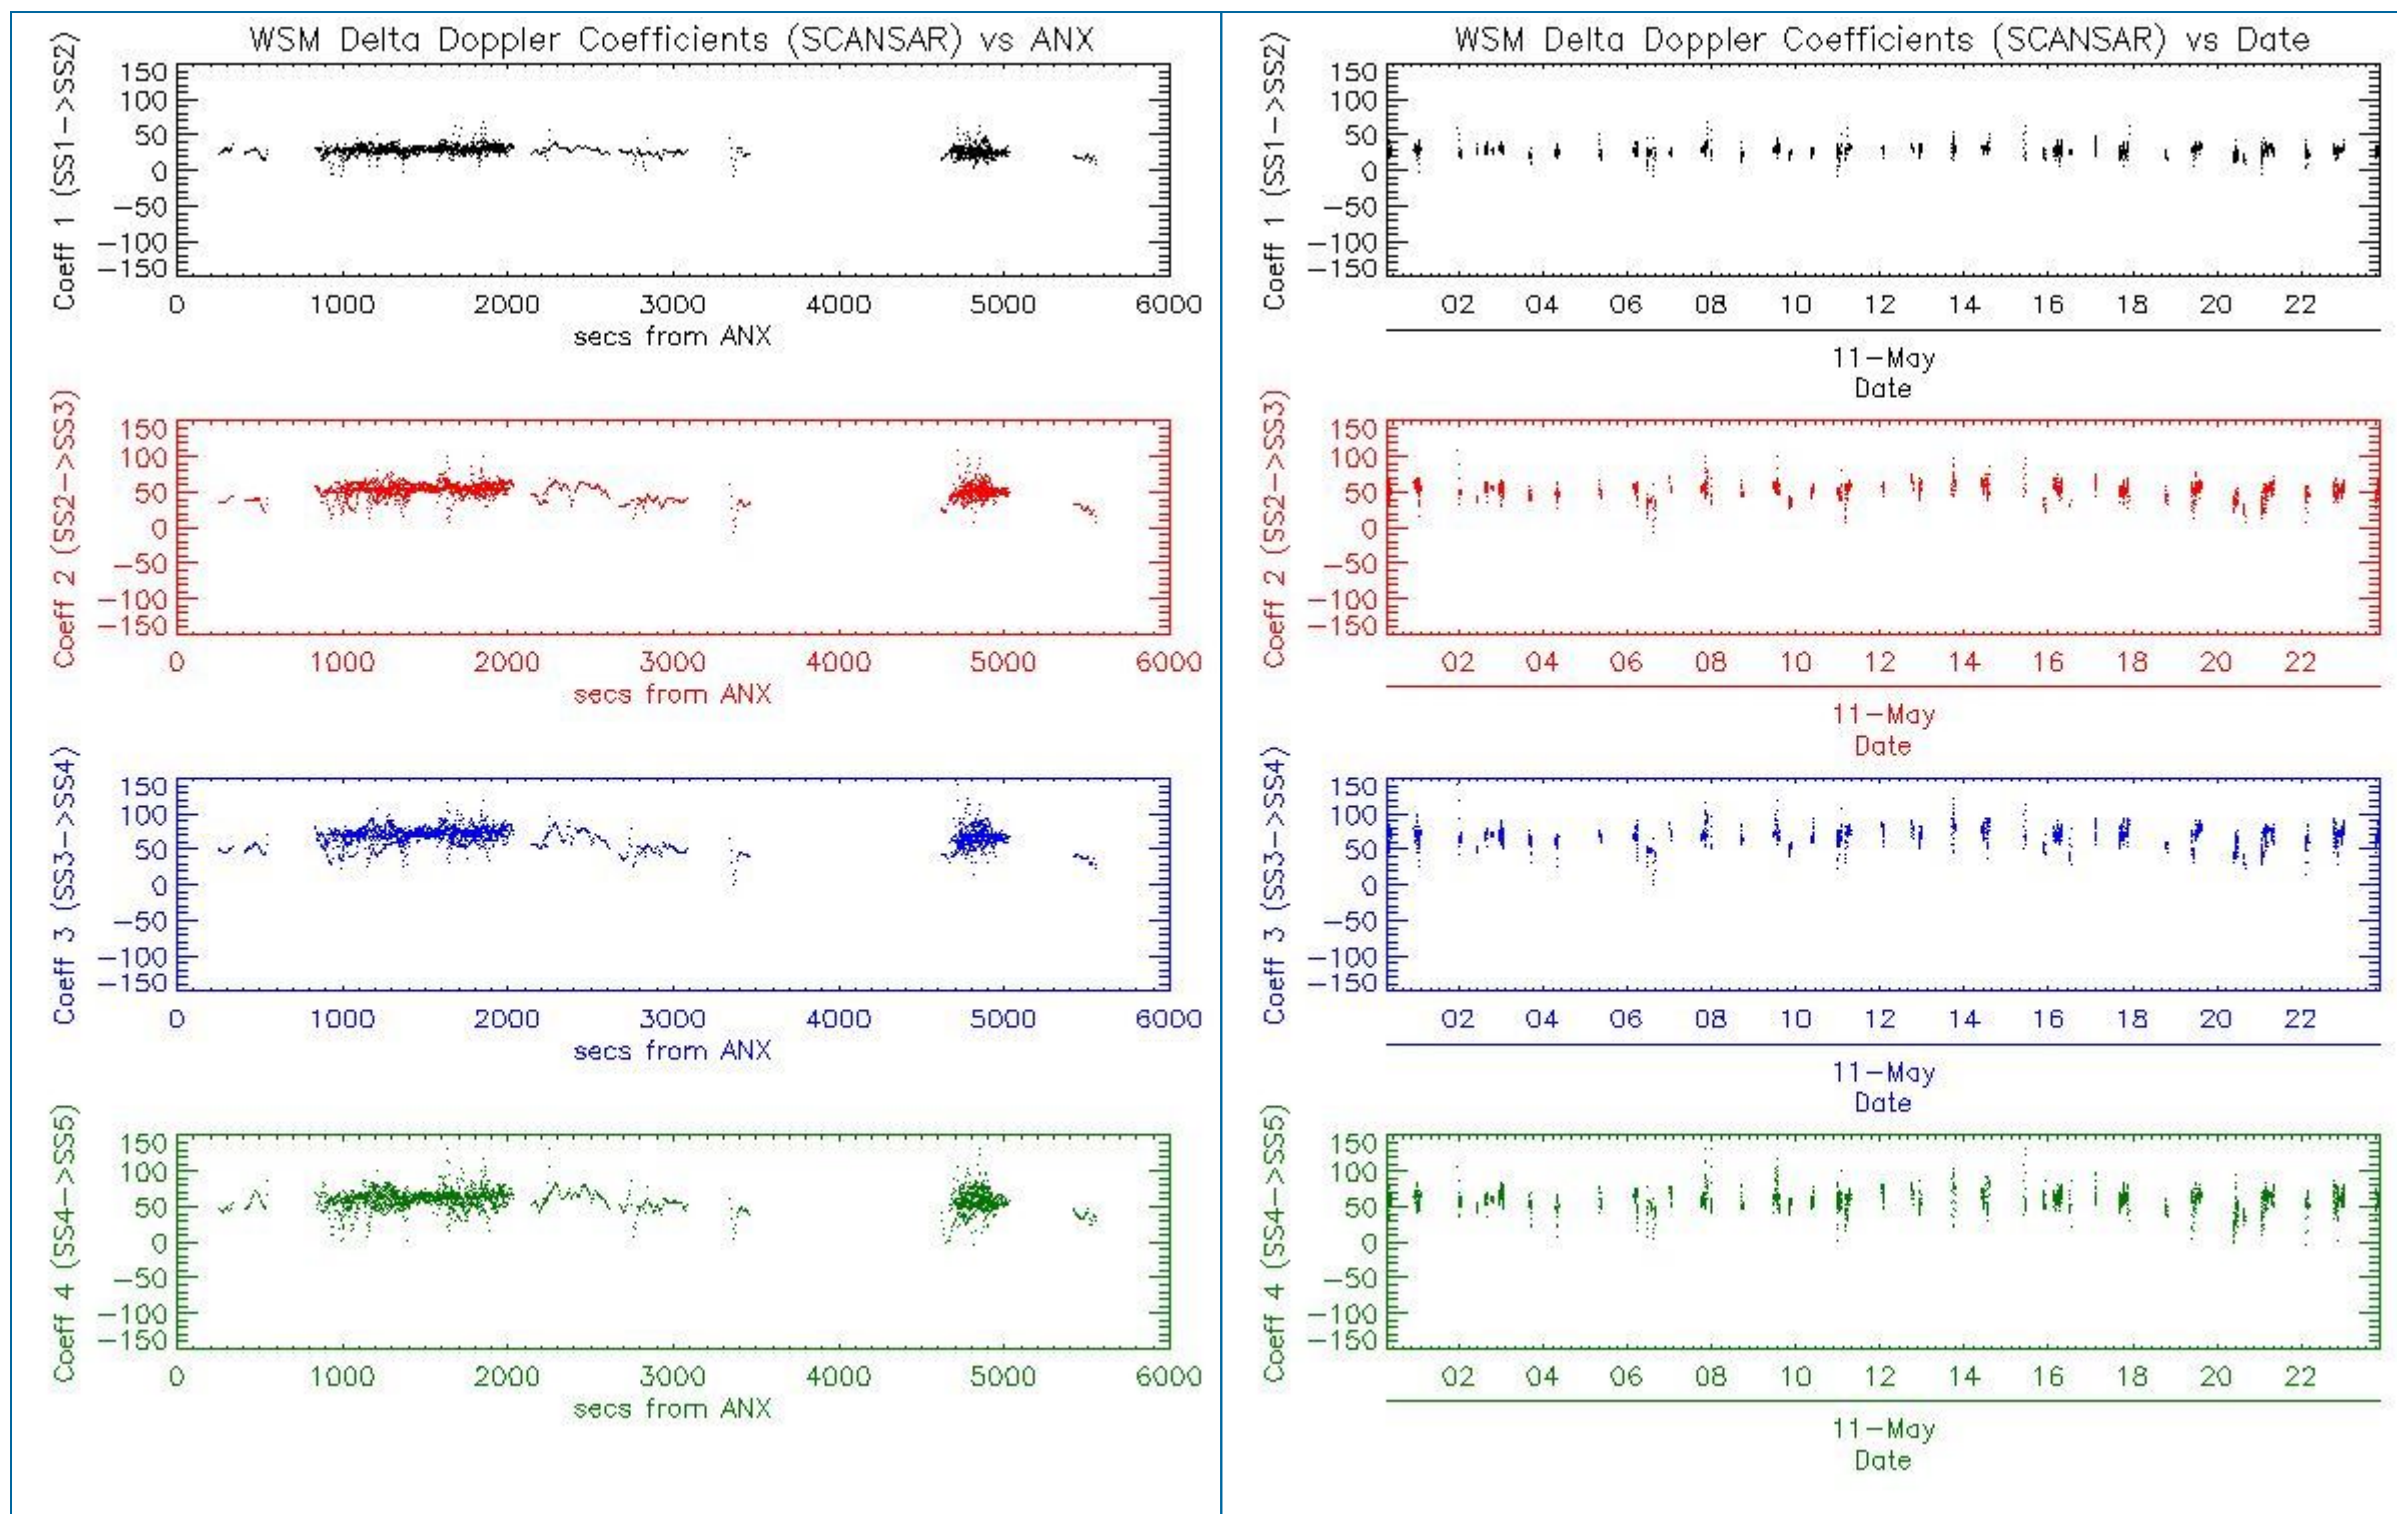 WSM Delta Doppler Coefficients (SCANSAR) vs ANX
Coeff 1 (SS1->SS2)
150
100
50
0
-50
-100
-150
0 1000 2000 3000 4000 5000 6000
secs from ANX
Coeff 2 (SS2->SS3)
150
100
50
0
-50
-100
-150
0 1000 2000 3000 4000 5000 6000
secs from ANX
Coeff 3 (SS3->SS4)
150
100
50
0
-50
-100
-150
0 1000 2000 3000 4000 5000 6000
secs from ANX
Coeff 4 (SS4->SS5)
150
100
50
0
-50
-100
-150
0 1000 2000 3000 4000 5000 6000
secs from ANX
WSM Delta Doppler Coefficients (SCANSAR) vs Date
Coeff 1 (SS1->SS2)
150
100
50
0
-50
-100
-150
02 04 06 08 10 12 14 16 18 20 22
11-May
Date
Coeff 2 (SS2->SS3)
150
100
50
0
-50
-100
-150
02 04 06 08 10 12 14 16 18 20 22
11-May
Date
Coeff 3 (SS3->SS4)
150
100
50
0
-50
-100
-150
02 04 06 08 10 12 14 16 18 20 22
11-May
Date
Coeff 4 (SS4->SS5)
150
100
50
0
-50
-100
-150
02 04 06 08 10 12 14 16 18 20 22
11-May
Date